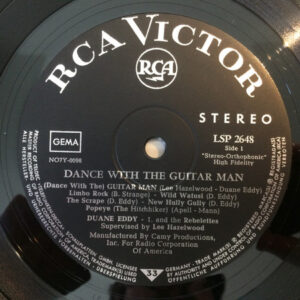 RCA VICTOR
RCA
STEREO
LSP 2648
Side 1
"Stereo-Orthophonic"
High Fidelity
GEMA
NO7Y-0098
DANCE WITH THE GUITAR MAN
(Dance With The) GUITAR MAN (Lee Hazelwood - Duane Eddy)
Limbo Rock (B. Strange) - Wild Watusi (D. Eddy)
The Scrape (D. Eddy) - New Hully Gully (D. Eddy)
Popeye (The Hitchhiker) (Apell - Mann)
DUANE EDDY - 1. and the Rebelettes
Supervised by Lee Hazelwood
Manufactured By Camy Productions,
Inc. For Radio Corporation
of America
33